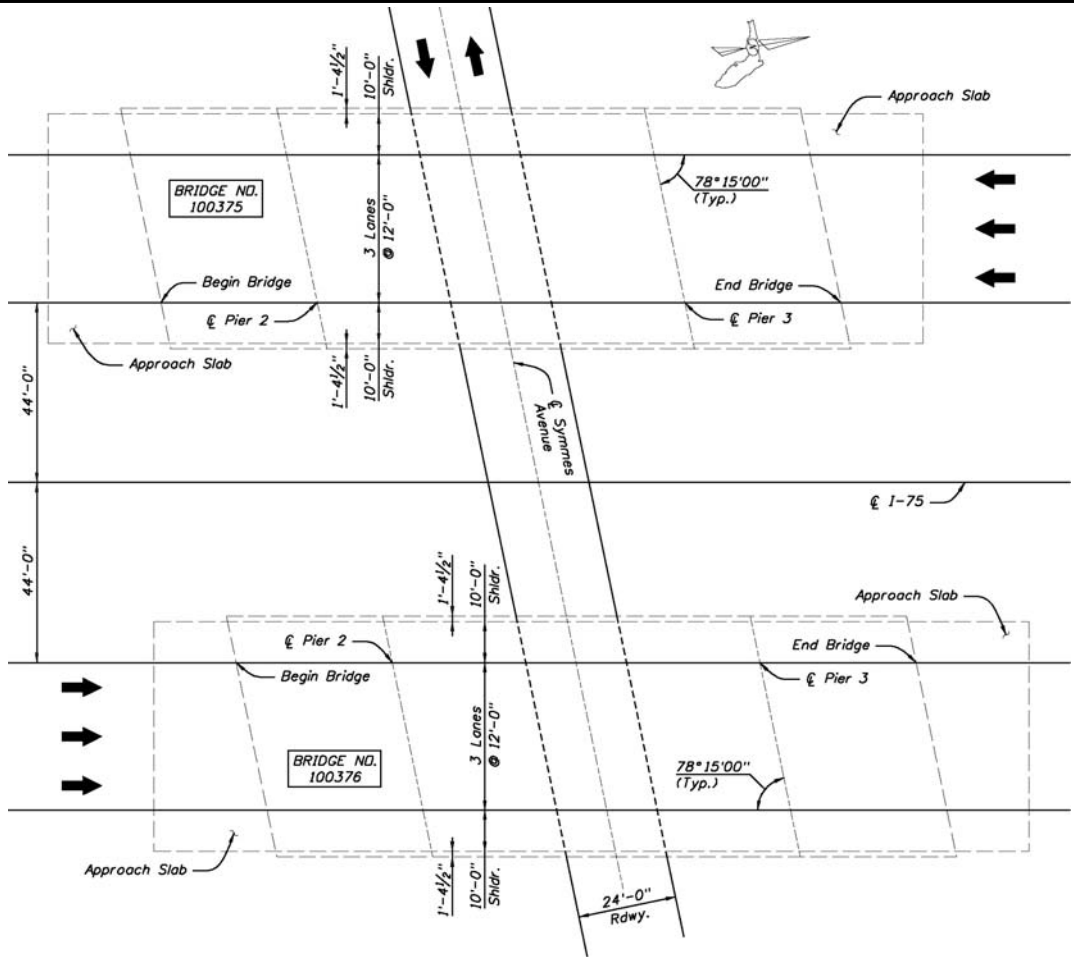 1'-4½"
10'-0"
Shldr.
Approach Slab
BRIDGE NO.
100375
3 Lanes
@ 12'-0"
78°15'00"
(Typ.)
Begin Bridge
℄ Pier 2
End Bridge
℄ Pier 3
Approach Slab
1'-4½"
10'-0"
Shldr.
44'-0"
℄ Symmes
Avenue
℄ I-75
44'-0"
1'-4½"
10'-0"
Shldr.
Approach Slab
℄ Pier 2
Begin Bridge
End Bridge
℄ Pier 3
3 Lanes
@ 12'-0"
BRIDGE NO.
100376
78°15'00"
(Typ.)
Approach Slab
1'-4½"
10'-0"
Shldr.
24'-0"
Rdwy.